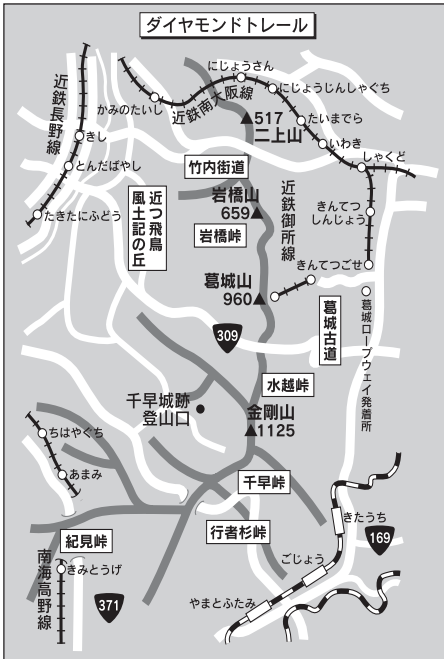 ダイヤモンドトレール
にじょうさん
にじょうじんしゃぐち
近鉄南大阪線
かみのたいし
近鉄長野線
517
二上山
たいまでら
いわき
しゃくど
きし
とんだばやし
たきたにふどう
竹内街道
近つ飛鳥
風土記の丘
岩橋山
659
近鉄御所線
きんてつ
しんじょう
岩橋峠
きんてつごせ
葛城山
960
葛城古道
葛城ロープウェイ発着所
309
水越峠
千早城跡
登山口
金剛山
1125
ちはやぐち
あまみ
千早峠
行者杉峠
紀見峠
きたうち
169
ごじょう
南海高野線
きみとうげ
371
やまとふたみ